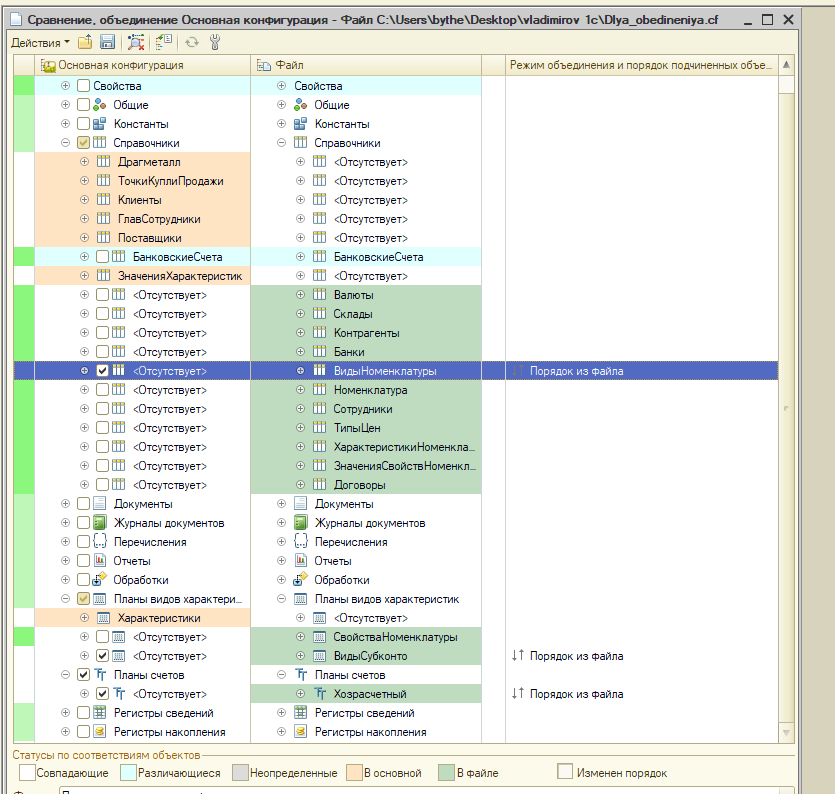 Сравнение, объединение Основная конфигурация - Файл C:\Users\bythe\Desktop\vladimirov_1c\Dlya_obedineniya.cf
Действия
Основная конфигурация Файл Режим объединения и порядок подчиненных объе...
Свойства Свойства
Общие Общие
Константы Константы
Справочники Справочники
Драгметалл <Отсутствует>
ТочкиКуплиПродажи <Отсутствует>
Клиенты <Отсутствует>
ГлавСотрудники <Отсутствует>
Поставщики <Отсутствует>
БанковскиеСчета БанковскиеСчета
ЗначенияХарактеристик <Отсутствует>
<Отсутствует> Валюты
<Отсутствует> Склады
<Отсутствует> Контрагенты
<Отсутствует> Банки
<Отсутствует> ВидыНоменклатуры Порядок из файла
<Отсутствует> Номенклатура
<Отсутствует> Сотрудники
<Отсутствует> ТипыЦен
<Отсутствует> ХарактеристикиНоменкла...
<Отсутствует> ЗначенияСвойствНоменкл...
<Отсутствует> Договоры
Документы Документы
Журналы документов Журналы документов
Перечисления Перечисления
Отчеты Отчеты
Обработки Обработки
Планы видов характери... Планы видов характеристик
Характеристики <Отсутствует>
<Отсутствует> СвойстваНоменклатуры
<Отсутствует> ВидыСубконто Порядок из файла
Планы счетов Планы счетов
<Отсутствует> Хозрасчетный Порядок из файла
Регистры сведений Регистры сведений
Регистры накопления Регистры накопления
Статусы по соответствиям объектов
Совпадающие Различающиеся Неопределенные В основной В файле Изменен порядок